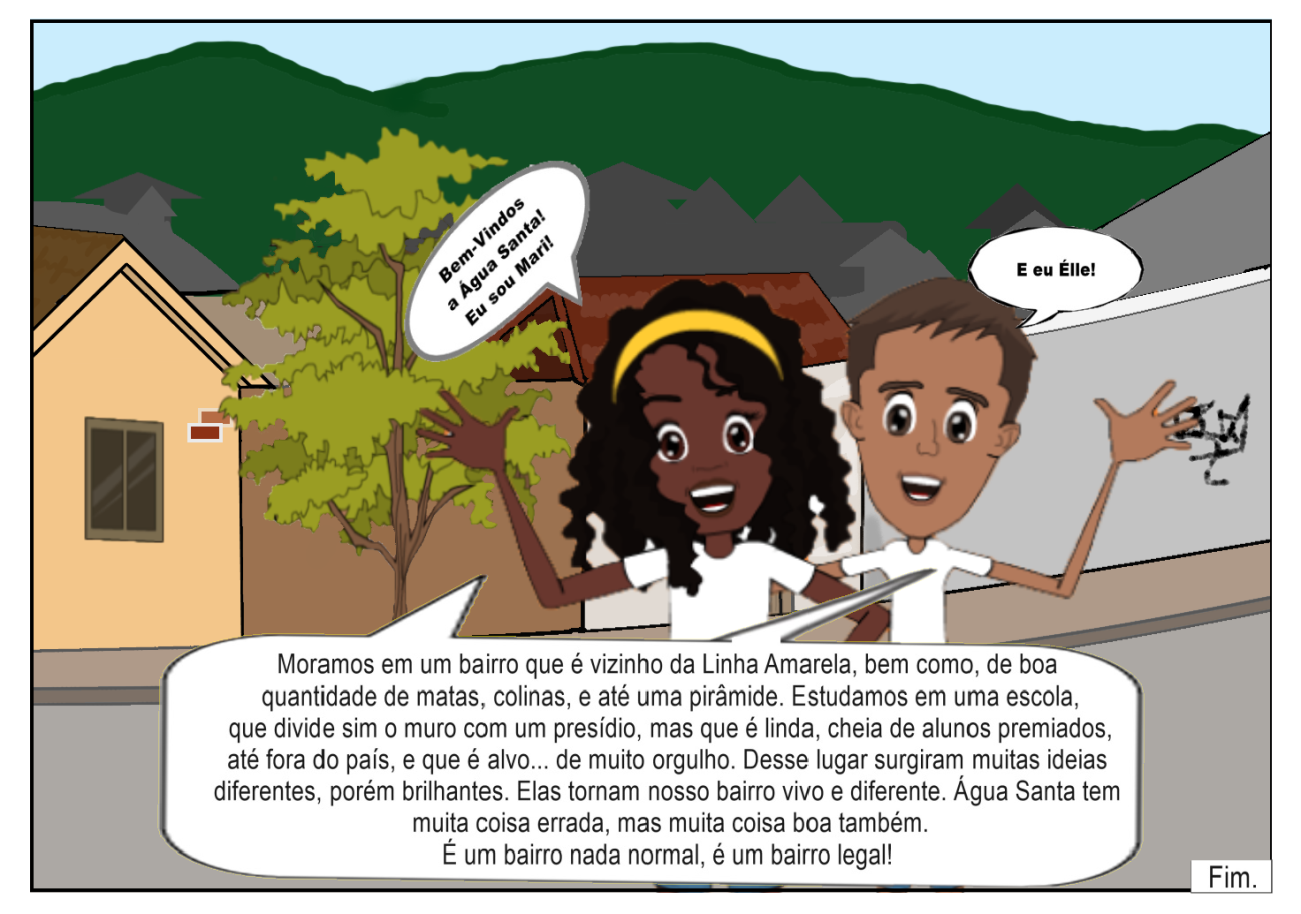 Bem-Vindos
a Água Santa!
Eu sou Mari!
E eu Élle!
Moramos em um bairro que é vizinho da Linha Amarela, bem como, de boa
quantidade de matas, colinas, e até uma pirâmide. Estudamos em uma escola,
que divide sim o muro com um presídio, mas que é linda, cheia de alunos premiados,
até fora do país, e que é alvo... de muito orgulho. Desse lugar surgiram muitas ideias
diferentes, porém brilhantes. Elas tornam nosso bairro vivo e diferente. Água Santa tem
muita coisa errada, mas muita coisa boa também.
É um bairro nada normal, é um bairro legal!
Fim.